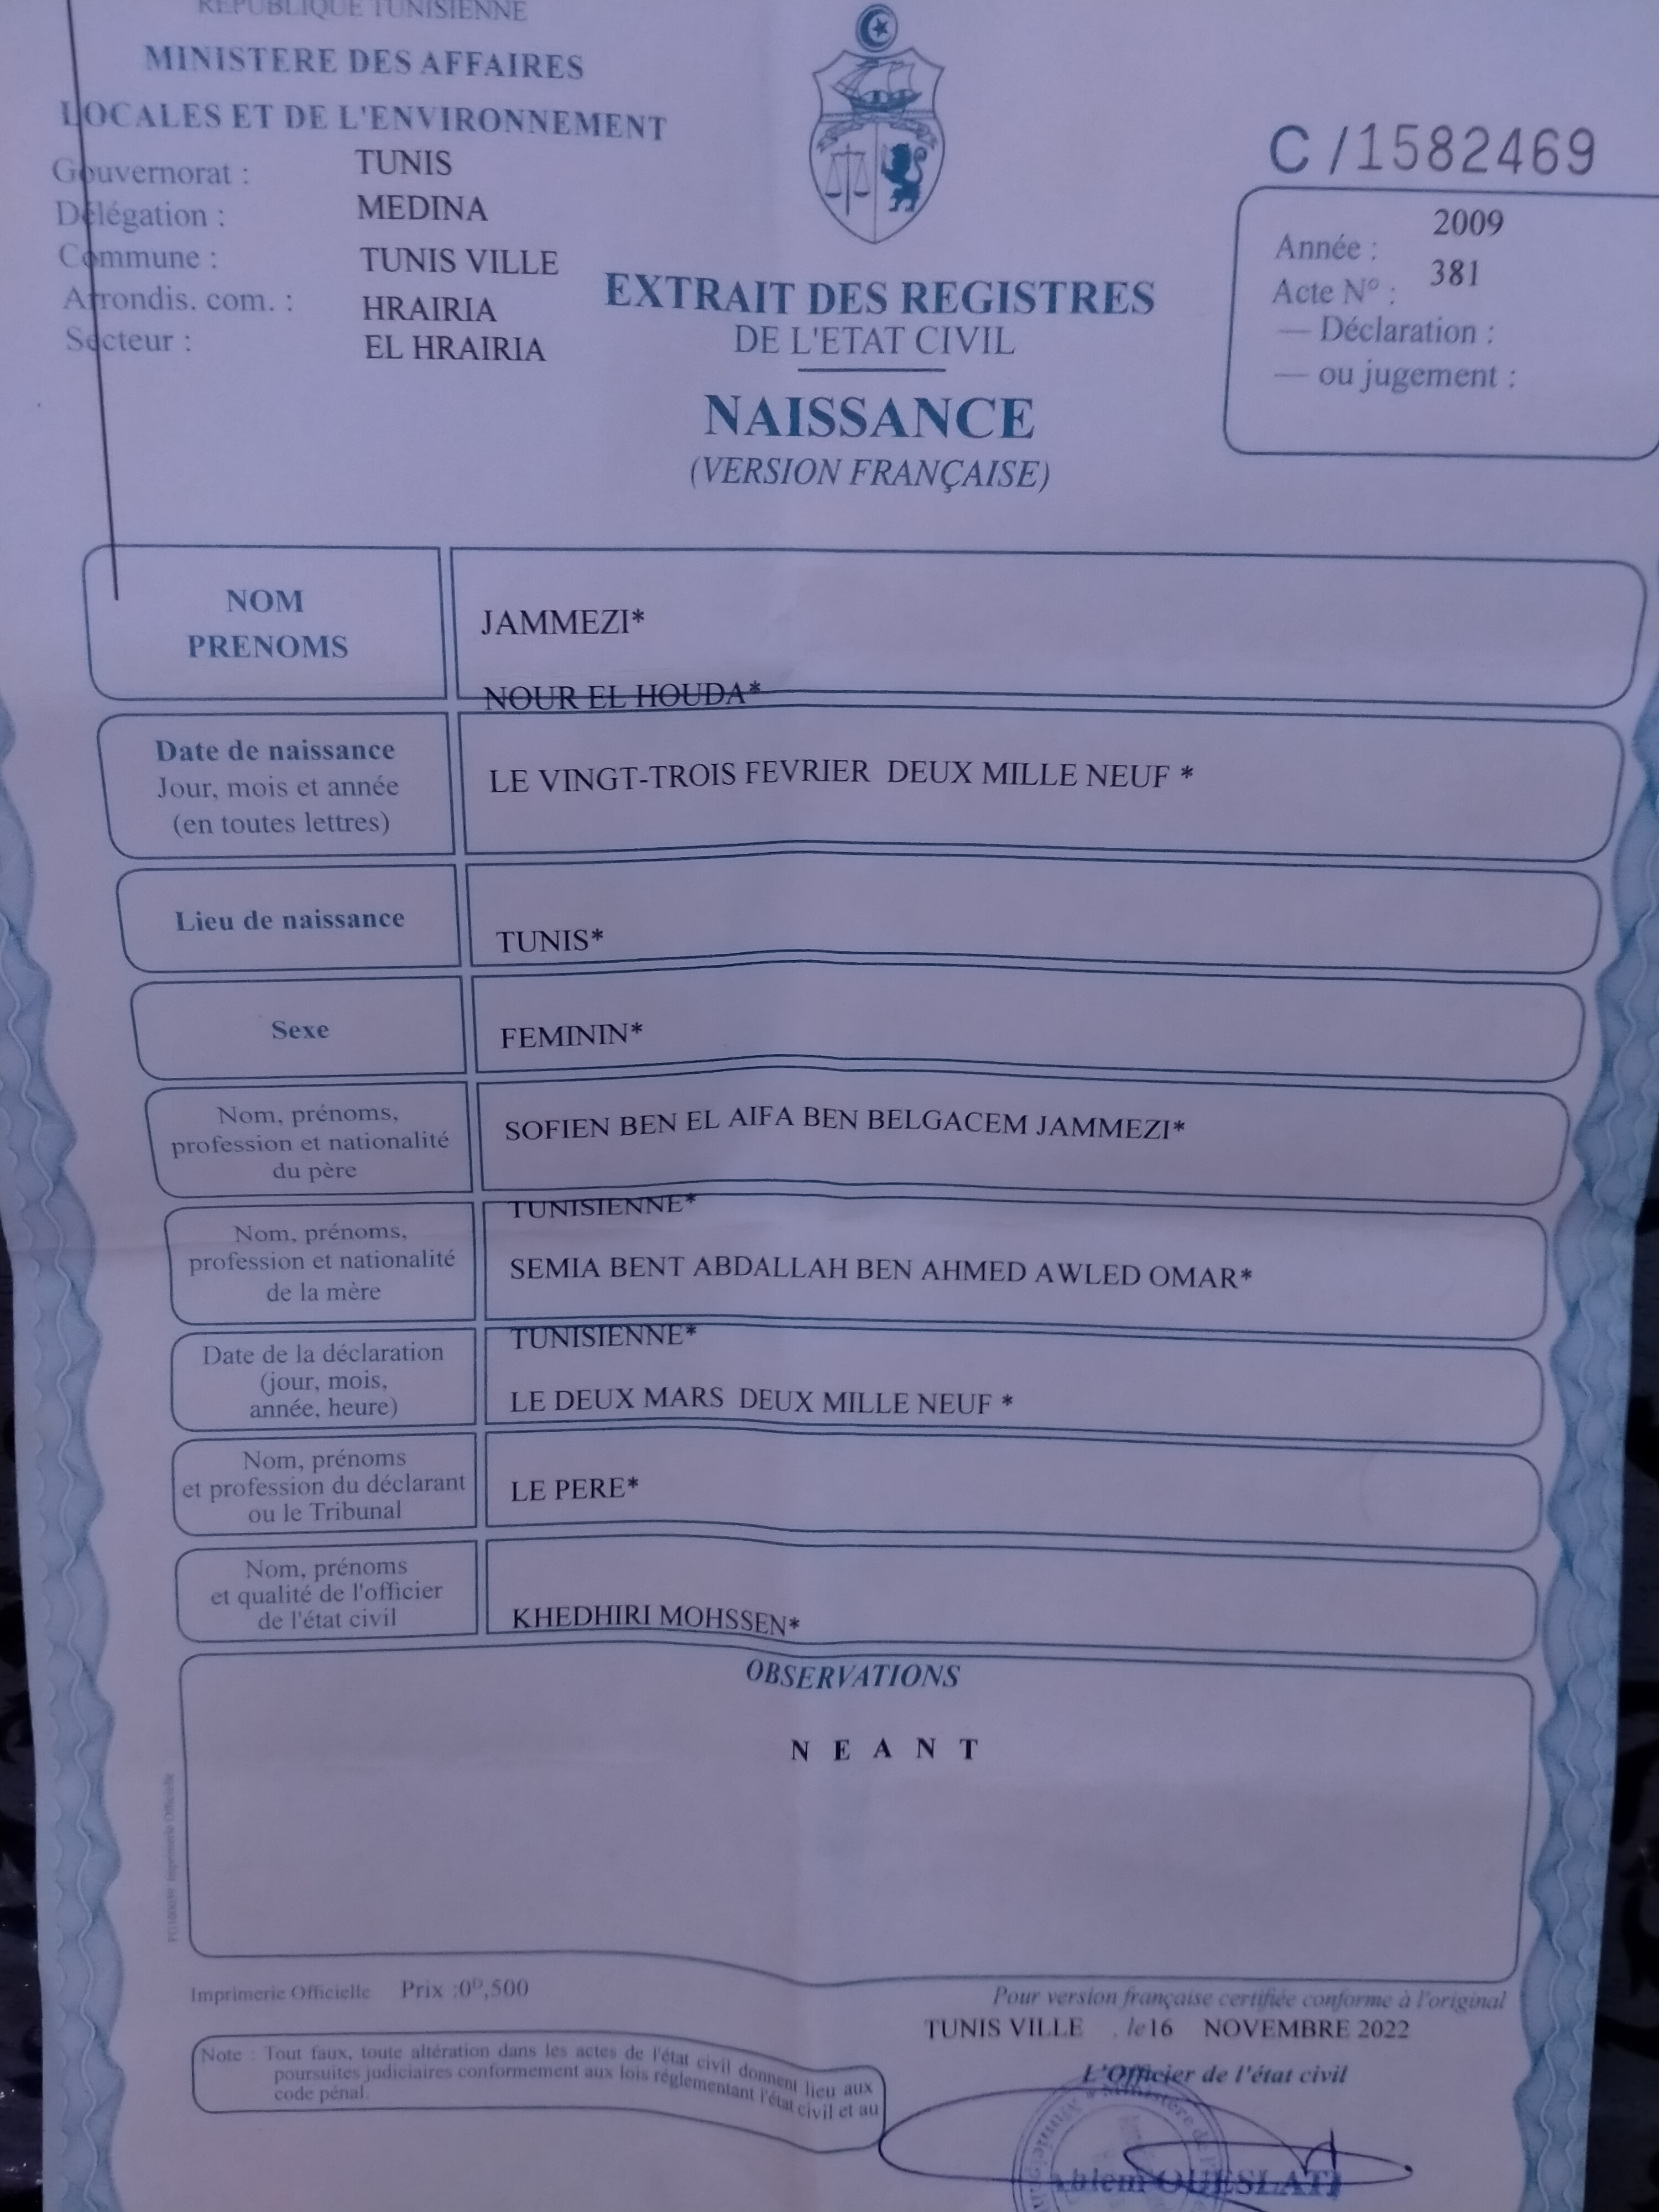 REPUBLIQUE TUNISIENNE
MINISTERE DES AFFAIRES
LOCALES ET DE L'ENVIRONNEMENT
Gouvernorat : TUNIS
Délégation : MEDINA
Commune : TUNIS VILLE
Arrondis. com. : HRAIRIA
Secteur : EL HRAIRIA
C /1582469
Année : 2009
Acte N° : 381
— Déclaration :
— ou jugement :
EXTRAIT DES REGISTRES
DE L'ETAT CIVIL
NAISSANCE
(VERSION FRANÇAISE)
NOM
PRENOMS
JAMMEZI*
NOUR EL HOUDA*
Date de naissance
Jour, mois et année
(en toutes lettres)
LE VINGT-TROIS FEVRIER DEUX MILLE NEUF *
Lieu de naissance
TUNIS*
Sexe
FEMININ*
Nom, prénoms,
profession et nationalité
du père
SOFIEN BEN EL AIFA BEN BELGACEM JAMMEZI*
TUNISIENNE*
Nom, prénoms,
profession et nationalité
de la mère
SEMIA BENT ABDALLAH BEN AHMED AWLED OMAR*
TUNISIENNE*
Date de la déclaration
(jour, mois,
année, heure)
LE DEUX MARS DEUX MILLE NEUF *
Nom, prénoms
et profession du déclarant
ou le Tribunal
LE PERE*
Nom, prénoms
et qualité de l'officier
de l'état civil
KHEDHIRI MOHSSEN*
OBSERVATIONS
N E A N T
Imprimerie Officielle
Imprimerie Officielle Prix :0D,500
Pour version française certifiée conforme à l'original
TUNIS VILLE , le 16 NOVEMBRE 2022
L'Officier de l'état civil
Note : Tout faux, toute altération dans les actes de l'état civil donnent lieu aux
poursuites judiciaires conformement aux lois réglementant l'état civil et au
code pénal.
Ahlem OUESLATI